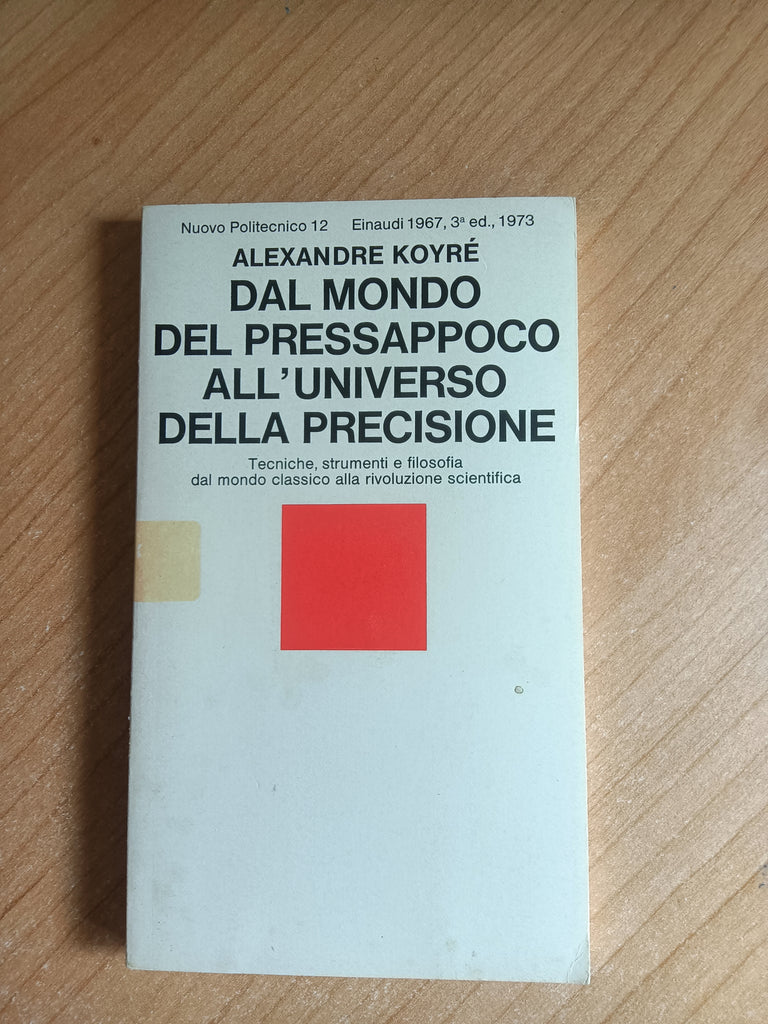 Nuovo Politecnico 12 Einaudi 1967, 3ª ed., 1973
ALEXANDRE KOYRÉ
DAL MONDO
DEL PRESSAPPOCO
ALL'UNIVERSO
DELLA PRECISIONE
Tecniche, strumenti e filosofia
dal mondo classico alla rivoluzione scientifica